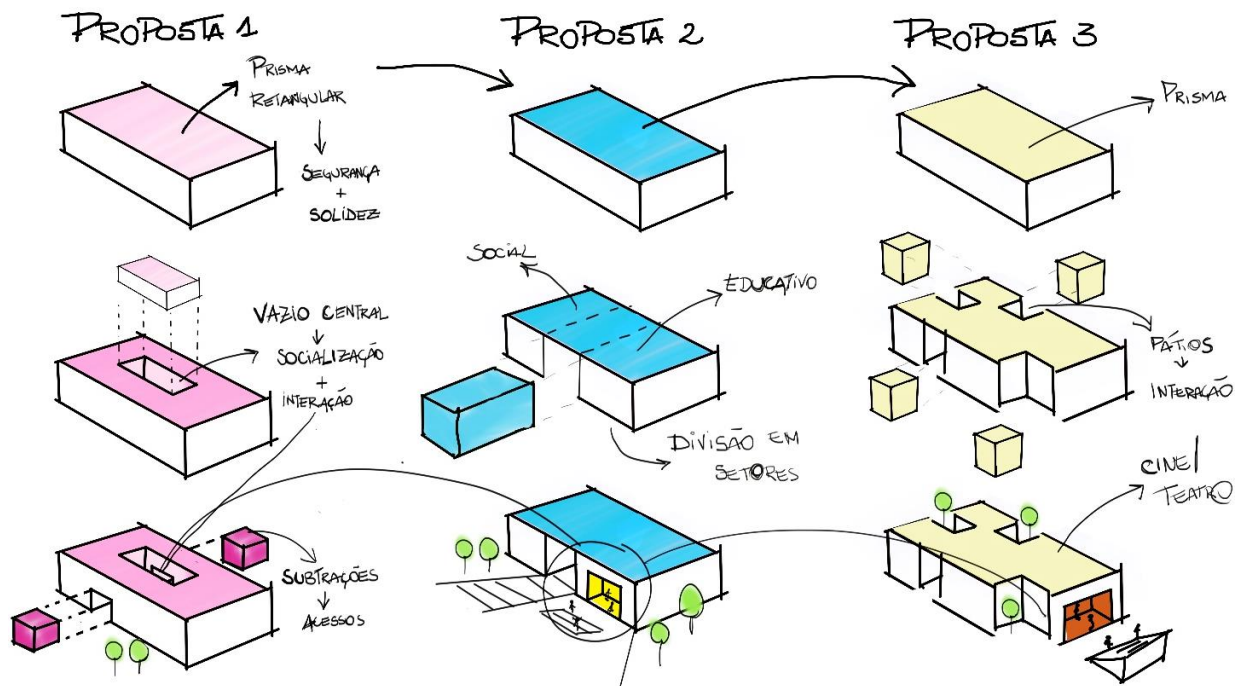 PROPOSTA 1
PRISMA
RETANGULAR
SEGURANÇA
+
SOLIDEZ
VAZIO CENTRAL
SOCIALIZAÇÃO
+
INTERAÇÃO
SUBTRAÇÕES
ACESSOS
PROPOSTA 2
SOCIAL
EDUCATIVO
DIVISÃO EM
SETORES
PROPOSTA 3
PRISMA
PÁTIOS
INTERAÇÃO
CINE/
TEATRO